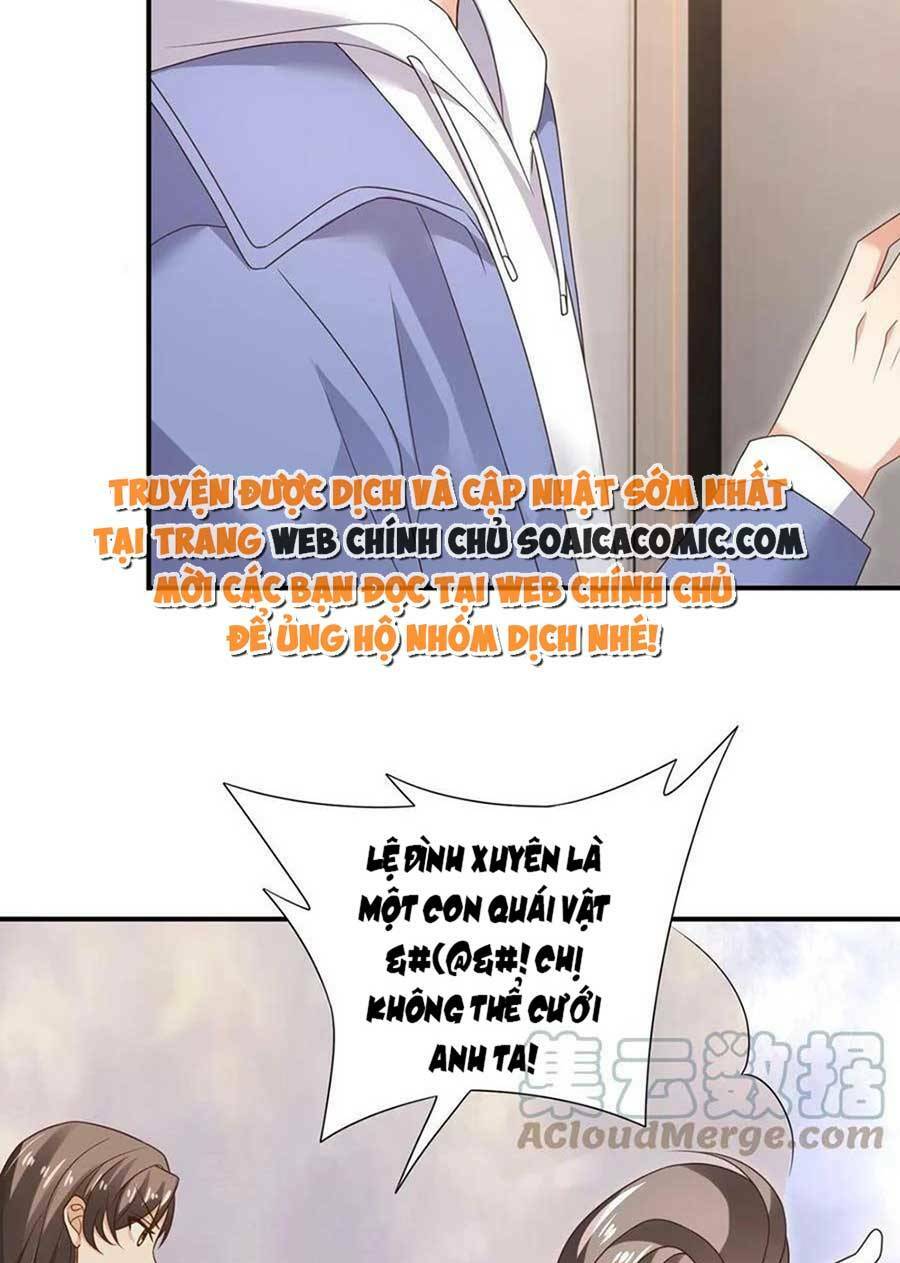 TRUYỆN ĐƯỢC DỊCH VÀ CẬP NHẬT SỚM NHẤT
TẠI TRANG WEB CHÍNH CHỦ SOAICACOMIC.COM
MỜI CÁC BẠN ĐỌC TẠI WEB CHÍNH CHỦ
ĐỂ ỦNG HỘ NHÓM DỊCH NHÉ!
LỆ ĐÌNH XUYÊN LÀ
MỘT CON QUÁI VẬT
&#(@&#! CHỊ
KHÔNG THỂ CƯỚI
ANH TA!
集云数据
AcloudMerge.com